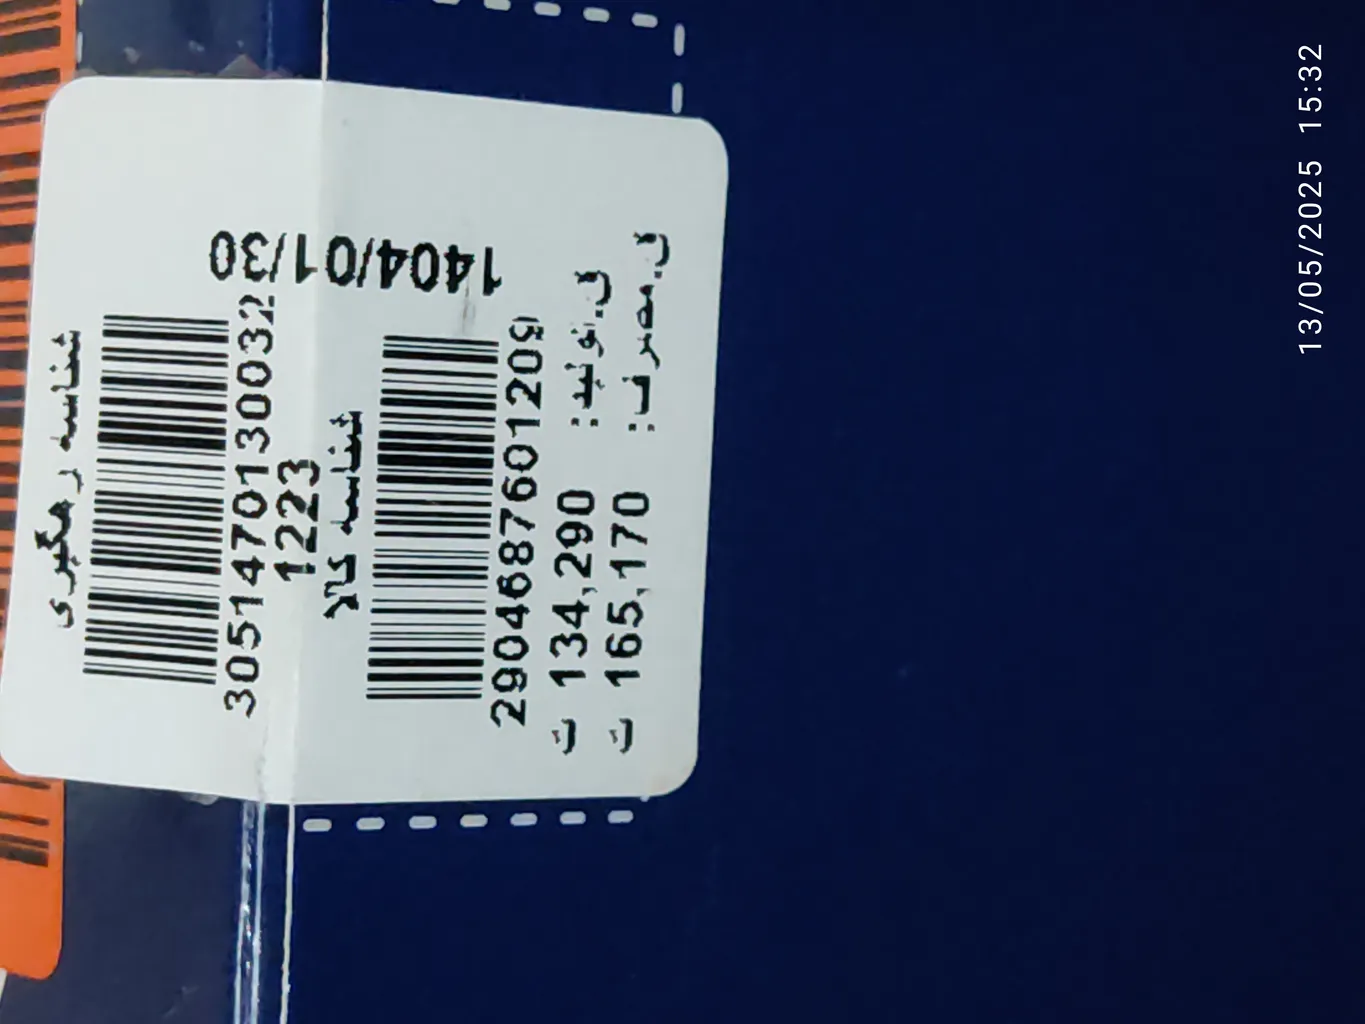 شناسه رهگیری
30514701300032
1223
شناسه کالا
2904687601209
ق.تولید: 134,290 ت
ق.مصرف: 165,170 ت
1404/01/30
13/05/2025 15:32